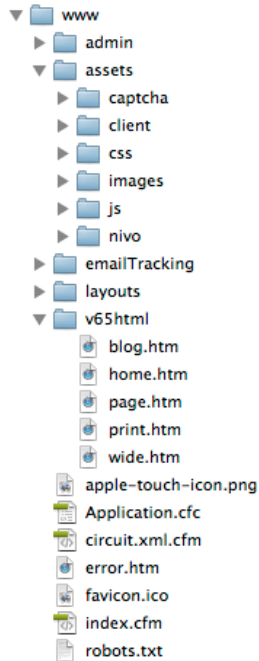 www
admin
assets
captcha
client
css
images
js
nivo
emailTracking
layouts
v65html
blog.htm
home.htm
page.htm
print.htm
wide.htm
apple-touch-icon.png
Application.cfc
circuit.xml.cfm
error.htm
favicon.ico
index.cfm
robots.txt